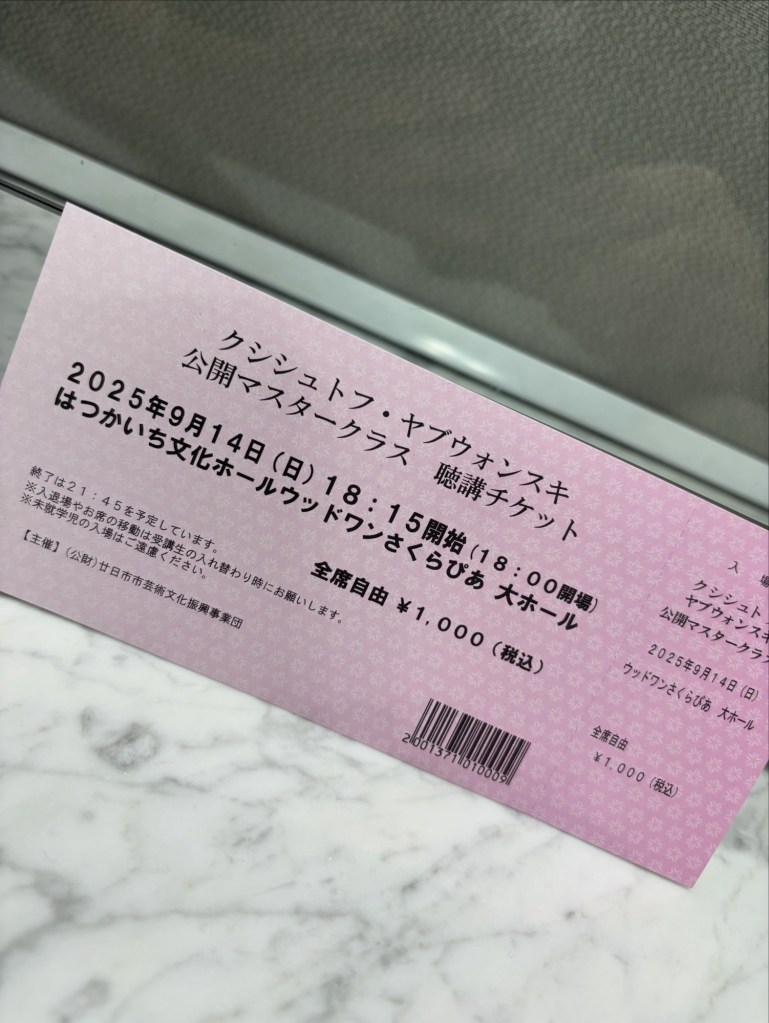 クシシュトフ・ヤブウォンスキ
公開マスタークラス 聴講チケット
2025年9月14日(日)18:15開始(18:00開場)
はつかいち文化ホールウッドワンさくらぴあ 大ホール
全席自由 ¥1,000(税込)
終了は21:45を予定しています。
※入退場やお席の移動は受講生の入れ替わり時にお願いします。
※未就学児の入場はご遠慮ください。
【主催】(公財)廿日市市芸術文化振興事業団
2001371010009
入 場
クシシュト
ヤブウォンスキ
公開マスタークラス
2025年9月14日(日)
ウッドワンさくらぴあ 大ホール
全席自由
¥1,000(税込)